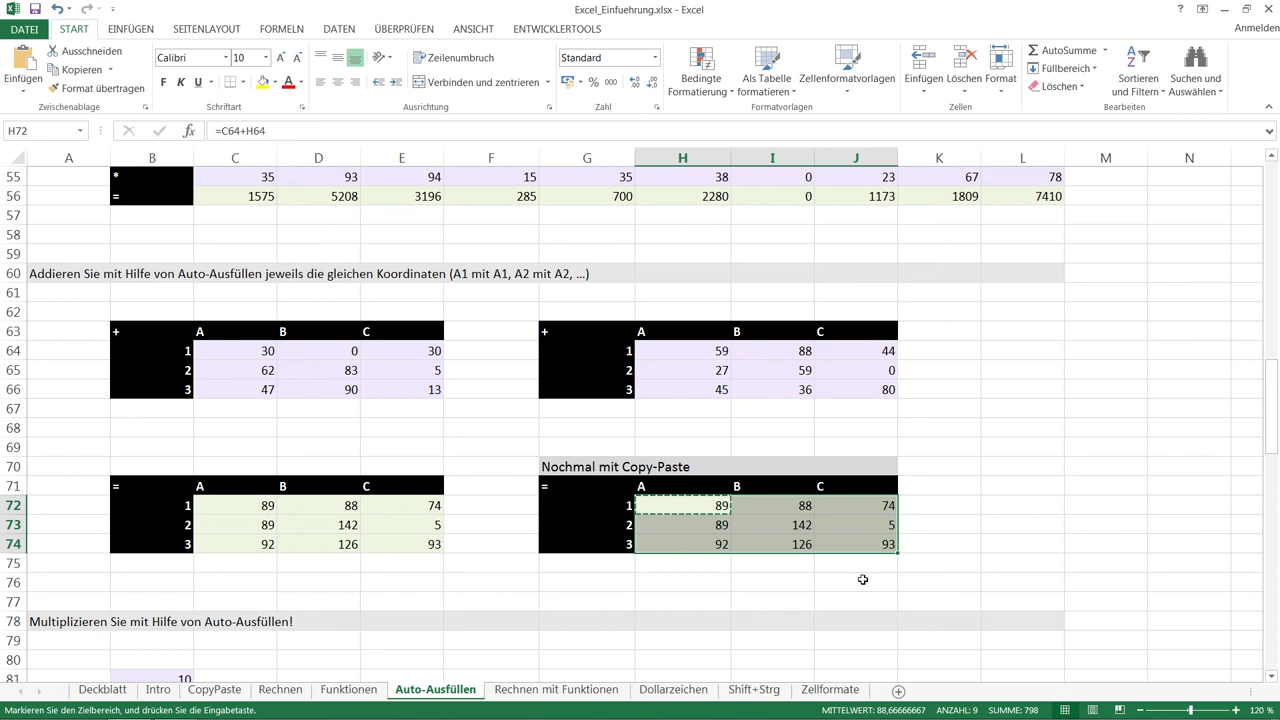 Excel_Einfuehrung.xlsx - Excel
DATEI START EINFÜGEN SEITENLAYOUT FORMELN DATEN ÜBERPRÜFEN ANSICHT ENTWICKLERTOOLS Anmelden
Einfügen
Ausschneiden
Kopieren
Format übertragen
Zwischenablage
Calibri 10
F K U
Schriftart
Zeilenumbruch
Verbinden und zentrieren
Ausrichtung
Standard
% 000
Zahl
Bedingte Formatierung
Als Tabelle formatieren
Zellenformatvorlagen
Formatvorlagen
Einfügen Löschen Format
Zellen
AutoSumme
Füllbereich
Löschen
Sortieren und Filtern
Suchen und Auswählen
Bearbeiten
H72 fx =C64+H64
A B C D E F G H I J K L M N
55 * 35 93 94 15 35 38 0 23 67 78
56 = 1575 5208 3196 285 700 2280 0 1173 1809 7410
57
58
59
60 Addieren Sie mit Hilfe von Auto-Ausfüllen jeweils die gleichen Koordinaten (A1 mit A1, A2 mit A2, ...)
61
62
63 + A B C + A B C
64 1 30 0 30 1 59 88 44
65 2 62 83 5 2 27 59 0
66 3 47 90 13 3 45 36 80
67
68
69
70 Nochmal mit Copy-Paste
71 = A B C = A B C
72 1 89 88 74 1 89 88 74
73 2 89 142 5 2 89 142 5
74 3 92 126 93 3 92 126 93
75
76
77
78 Multiplizieren Sie mit Hilfe von Auto-Ausfüllen!
79
80
81 10
Deckblatt Intro CopyPaste Rechnen Funktionen Auto-Ausfüllen Rechnen mit Funktionen Dollarzeichen Shift+Strg Zellformate
Markieren Sie den Zielbereich, und drücken Sie die Eingabetaste. MITTELWERT: 88,66666667 ANZAHL: 9 SUMME: 798 120 %